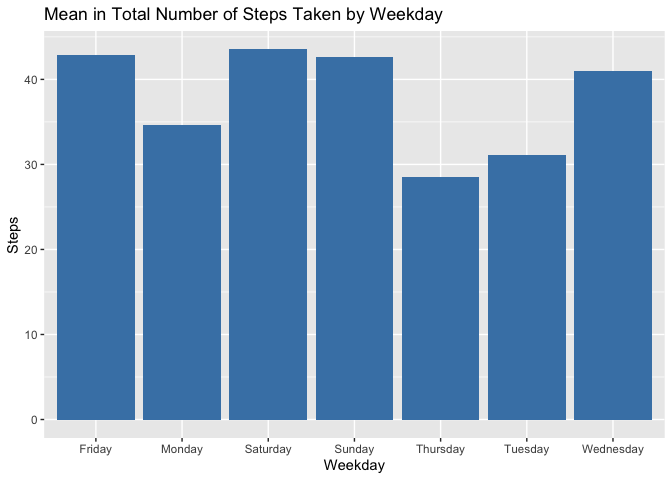 Mean in Total Number of Steps Taken by Weekday
Steps
40
30
20
10
0
Friday Monday Saturday Sunday Thursday Tuesday Wednesday
Weekday